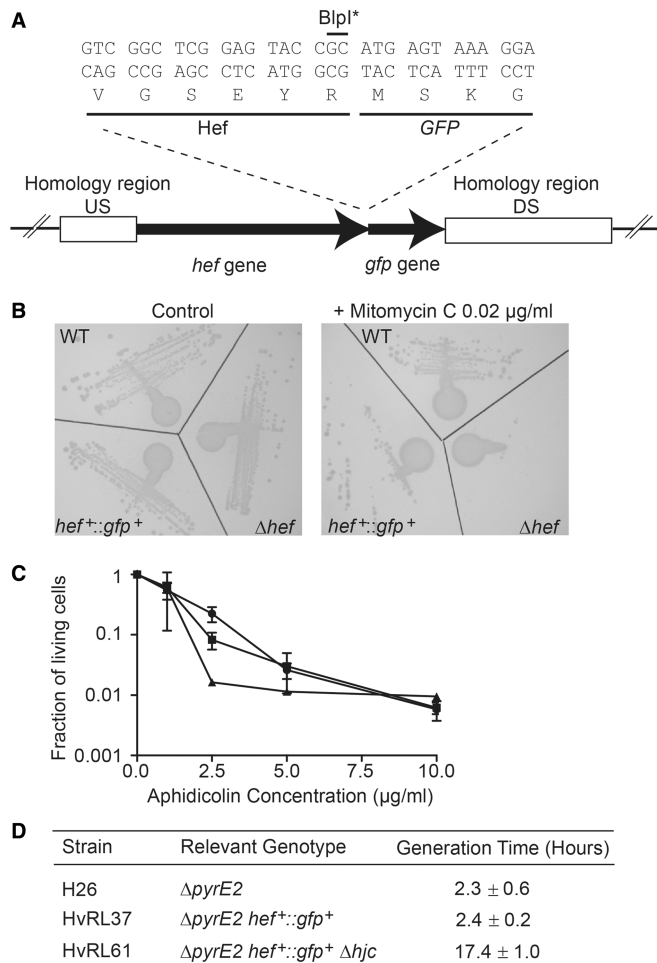 A
BlpI*
GTC GGC TCG GAG TAC CGC ATG AGT AAA GGA
CAG CCG AGC CTC ATG GCG TAC TCA TTT CCT
V G S E Y R M S K G
Hef GFP
Homology region US
Homology region DS
hef gene
gfp gene
B
Control
+ Mitomycin C 0.02 µg/ml
WT
hef⁺::gfp⁺
Δhef
WT
hef⁺::gfp⁺
Δhef
C
Fraction of living cells
1
0.1
0.01
0.001
0.0 2.5 5.0 7.5 10.0
Aphidicolin Concentration (µg/ml)
D
Strain Relevant Genotype Generation Time (Hours)
H26 ΔpyrE2 2.3 ± 0.6
HvRL37 ΔpyrE2 hef⁺::gfp⁺ 2.4 ± 0.2
HvRL61 ΔpyrE2 hef⁺::gfp⁺ Δhjc 17.4 ± 1.0